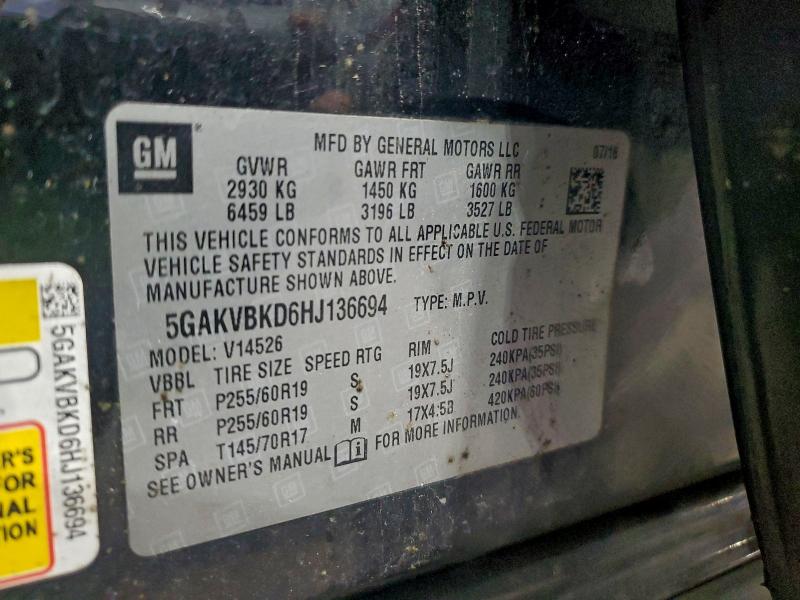 GM
MFD BY GENERAL MOTORS LLC 07/16
GVWR GAWR FRT GAWR RR
2930 KG 1450 KG 1600 KG
6459 LB 3196 LB 3527 LB
THIS VEHICLE CONFORMS TO ALL APPLICABLE U.S. FEDERAL MOTOR
VEHICLE SAFETY STANDARDS IN EFFECT ON THE DATE OF
MANUFACTURE SHOWN ABOVE.
5GAKVBKD6HJ136694 TYPE: M.P.V.
MODEL: V14526
VBBL TIRE SIZE SPEED RTG RIM COLD TIRE PRESSURE
FRT P255/60R19 S 19X7.5J 240KPA(35PSI)
RR P255/60R19 S 19X7.5J 240KPA(35PSI)
SPA T145/70R17 M 17X4.5B 420KPA(60PSI)
SEE OWNER'S MANUAL FOR MORE INFORMATION.
5GAKVBKD6HJ136694
R'S
FOR
NAL
TION